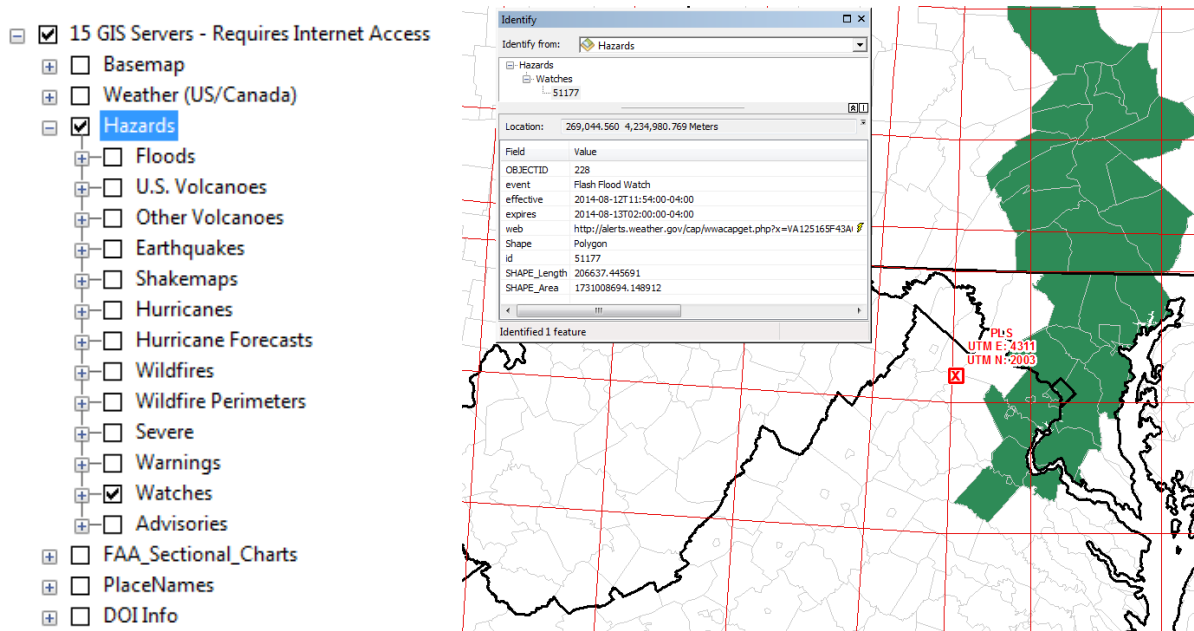 15 GIS Servers - Requires Internet Access
Basemap
Weather (US/Canada)
Hazards
Floods
U.S. Volcanoes
Other Volcanoes
Earthquakes
Shakemaps
Hurricanes
Hurricane Forecasts
Wildfires
Wildfire Perimeters
Severe
Warnings
Watches
Advisories
FAA_Sectional_Charts
PlaceNames
DOI Info
Identify
Identify from: Hazards
Hazards
Watches
51177
Location: 269,044.560 4,234,980.769 Meters
Field Value
OBJECTID 228
event Flash Flood Watch
effective 2014-08-12T11:54:00-04:00
expires 2014-08-13T02:00:00-04:00
web http://alerts.weather.gov/cap/wwacapget.php?x=VA125165F43A
Shape Polygon
id 51177
SHAPE_Length 206637.445691
SHAPE_Area 1731008694.148912
Identified 1 feature
PLS
UTM E: 4311
UTM N: 2003
X